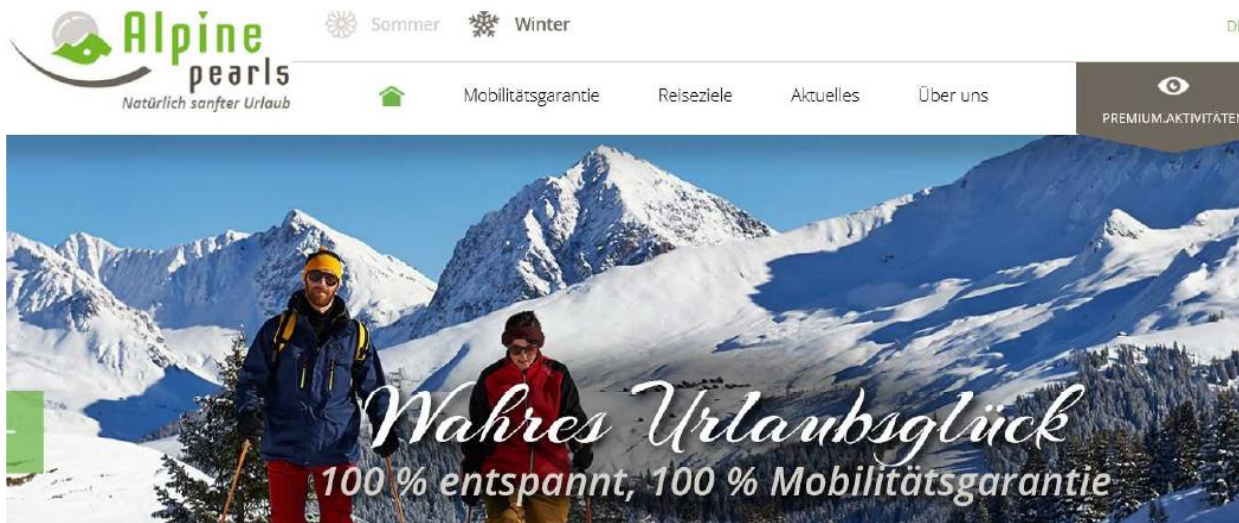 Alpine
pearls
Natürlich sanfter Urlaub
Sommer
Winter
Mobilitätsgarantie
Reiseziele
Aktuelles
Über uns
PREMIUM.AKTIVITÄTEN
Wahres Urlaubsglück
100 % entspannt, 100 % Mobilitätsgarantie